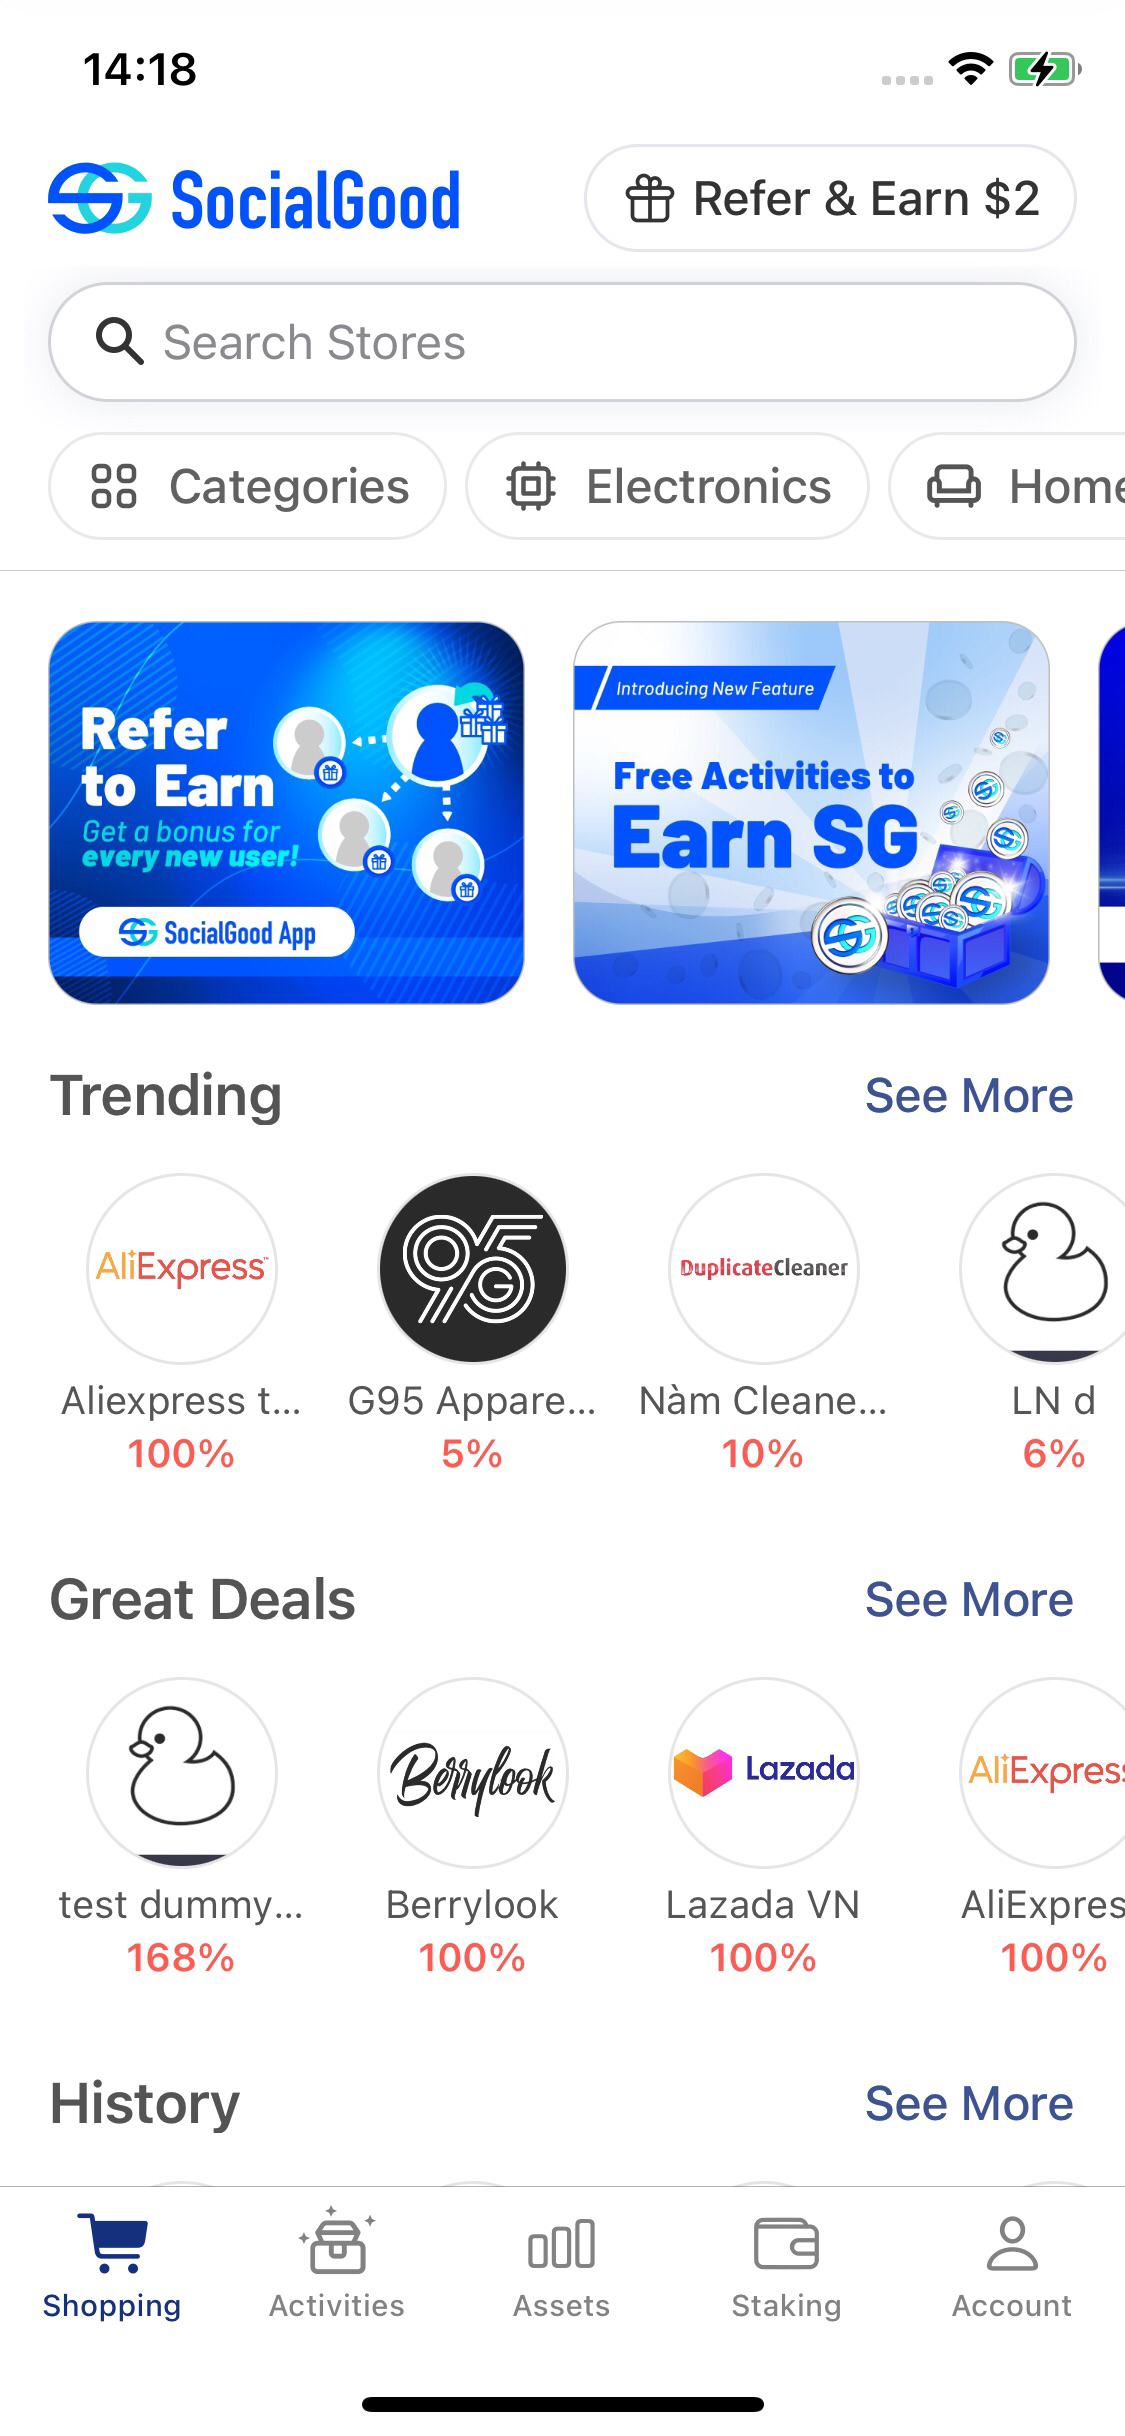 14:18
SocialGood
Refer & Earn $2
Search Stores
Categories
Electronics
Home
Refer
to Earn
Get a bonus for
every new user!
SocialGood App
Introducing New Feature
Free Activities to
Earn SG
Trending
See More
AliExpress™
95G
DuplicateCleaner
Aliexpress t...
G95 Appare...
Nàm Cleane...
LN d
100%
5%
10%
6%
Great Deals
See More
Berrylook
Lazada
AliExpress
test dummy...
Berrylook
Lazada VN
AliExpres
168%
100%
100%
100%
History
See More
Shopping
Activities
Assets
Staking
Account